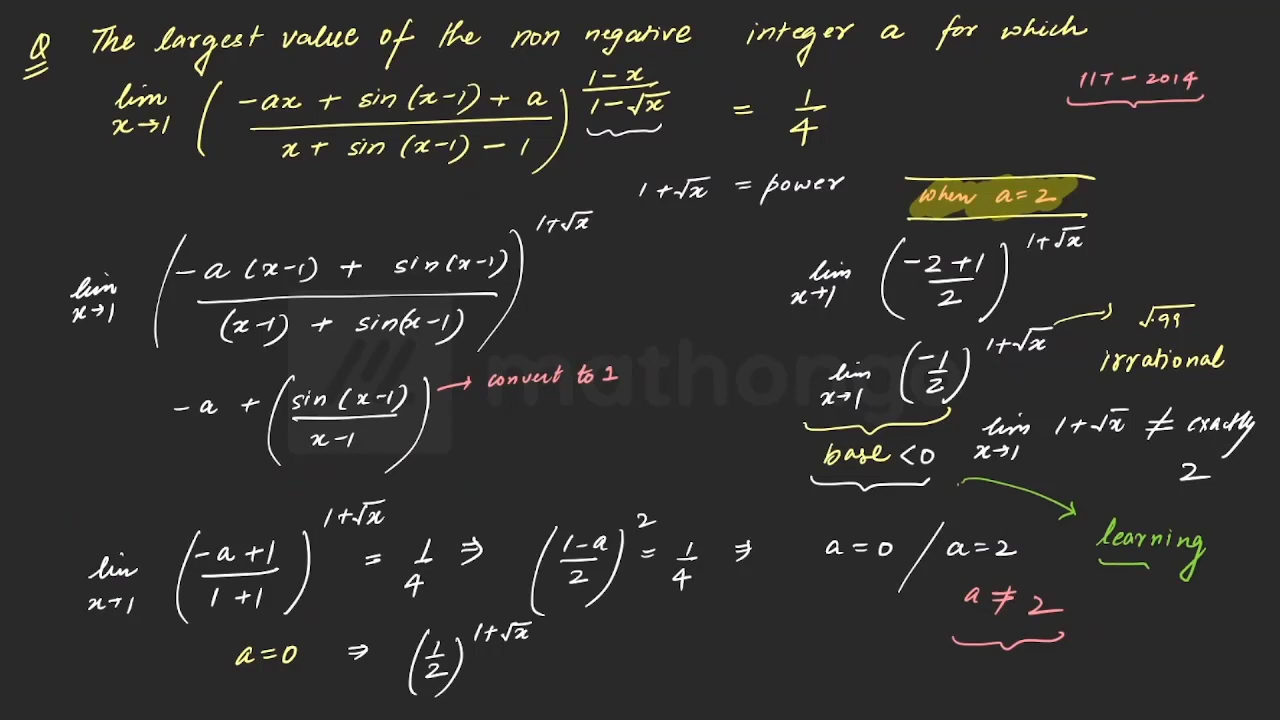 Q The largest value of the non negative integer a for which
lim x→1 ( (-ax + sin(x-1) + a) / (x + sin(x-1) - 1) )^((1-x)/(1-√x)) = 1/4
IIT - 2014
1+√x = power
lim x→1 ( (-a(x-1) + sin(x-1)) / ((x-1) + sin(x-1)) )^(1+√x)
-a + ( sin(x-1) / (x-1) ) → convert to 1
lim x→1 ( (-a+1) / (1+1) )^(1+√x) = 1/4 ⇒ ( (1-a) / 2 )^2 = 1/4 ⇒ a=0 / a=2
a ≠ 2
a=0 ⇒ (1/2)^(1+√x)
when a=2
lim x→1 ( (-2+1) / 2 )^(1+√x)
lim x→1 ( -1/2 )^(1+√x) → √.99
irrational
base <0
lim x→1 1+√x ≠ exactly 2
learning
mathongo